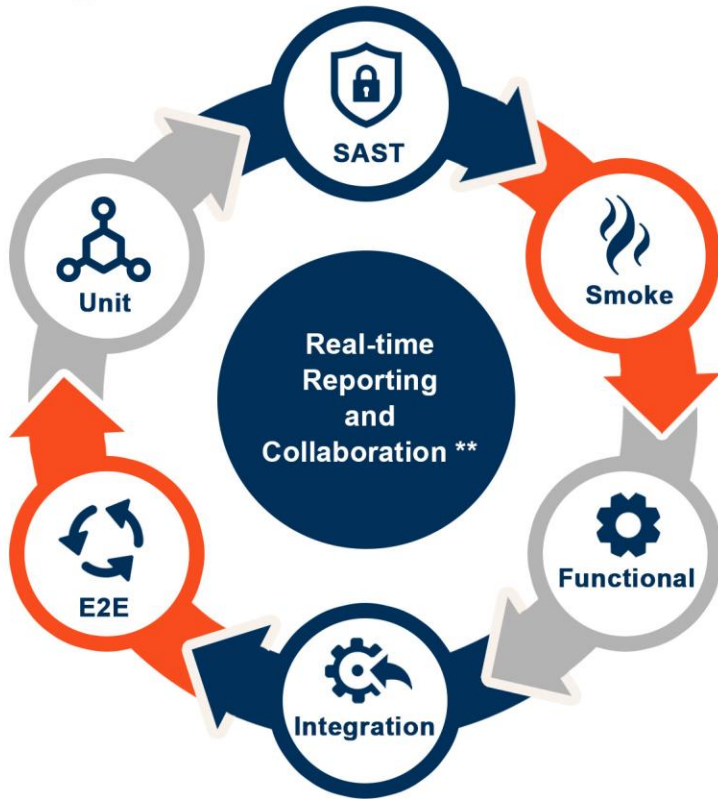 SAST
Smoke
Unit
Real-time
Reporting
and
Collaboration **
Functional
E2E
Integration